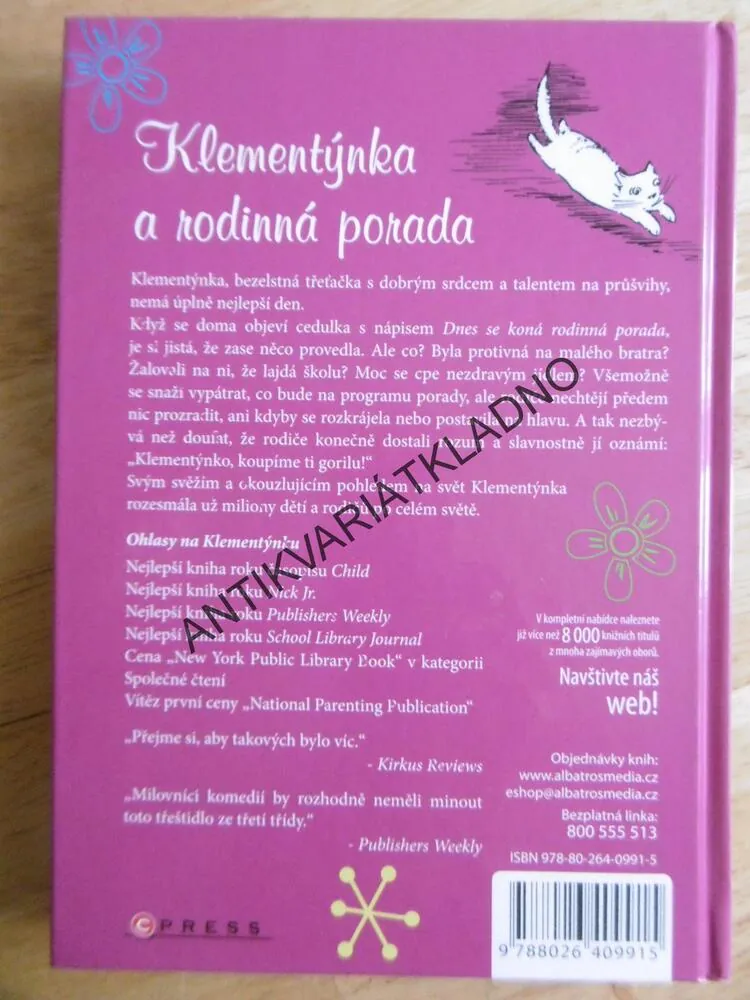 Klementýnka
a rodinná porada
Klementýnka, bezelstná třeťačka s dobrým srdcem a talentem na průšvihy,
nemá úplně nejlepší den.
Když se doma objeví cedulka s nápisem Dnes se koná rodinná porada,
je si jistá, že zase něco provedla. Ale co? Byla protivná na malého bratra?
Žalovali na ni, že lajdá školu? Moc se cpe nezdravým jídlem? Všemožně
se snaží vypátrat, co bude na programu porady, ale rodiče nechtějí předem
nic prozradit, ani kdyby se rozkrájela nebo postavila na hlavu. A tak nezbý-
vá než doufat, že rodiče konečně dostali rozum a slavnostně jí oznámí:
„Klementýnko, koupíme ti gorilu!“
Svým svěžím a okouzlujícím pohledem na svět Klementýnka
rozesmála už miliony dětí a rodičů po celém světě.
Ohlasy na Klementýnku
Nejlepší kniha roku časopisu Child
Nejlepší kniha roku Nick Jr.
Nejlepší kniha roku Publishers Weekly
Nejlepší kniha roku School Library Journal
Cena „New York Public Library Book“ v kategorii
Společné čtení
Vítěz první ceny „National Parenting Publication“
„Přejme si, aby takových bylo víc.“
- Kirkus Reviews
„Milovníci komedií by rozhodně neměli minout
toto třeštidlo ze třetí třídy.“
- Publishers Weekly
V kompletní nabídce naleznete
již více než 8 000 knižních titulů
z mnoha zajímavých oborů.
Navštivte náš
web!
Objednávky knih:
www.albatrosmedia.cz
eshop@albatrosmedia.cz
Bezplatná linka:
800 555 513
ISBN 978-80-264-0991-5
9 788026 409915
CPRESS
ANTIKVARIÁTKLADNO